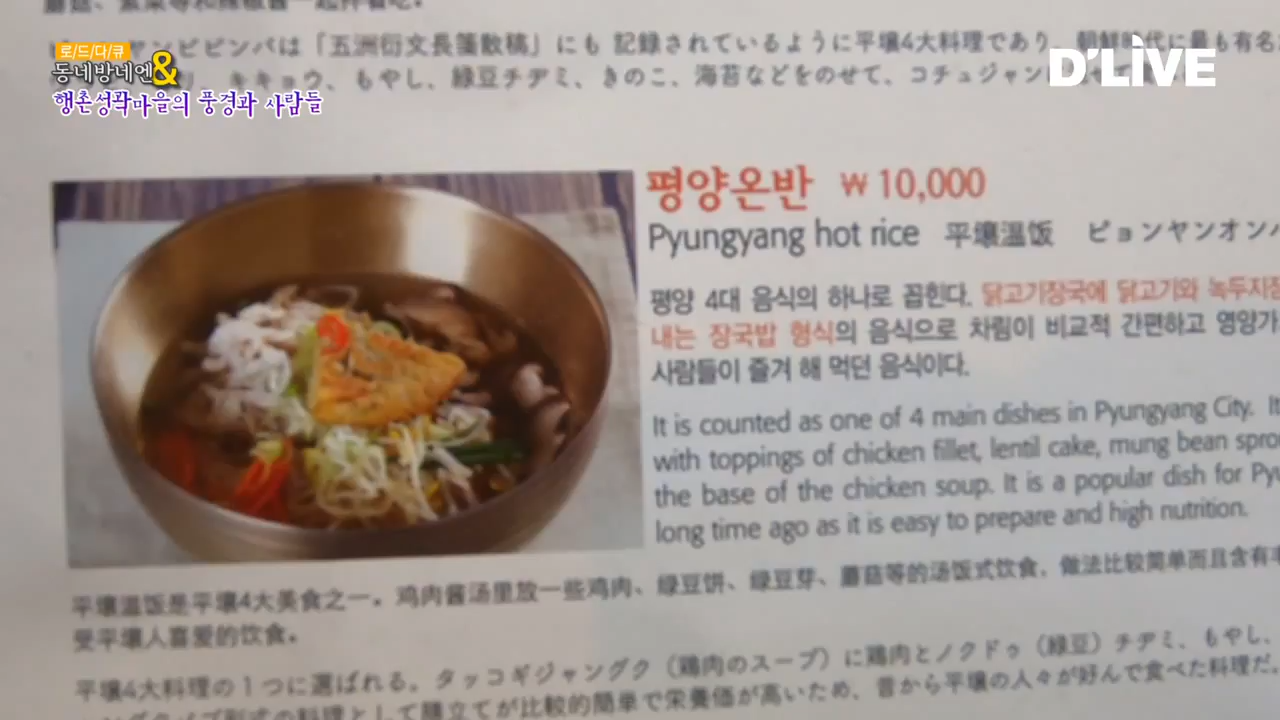 로/드/다/큐
동네방네엔&
행촌성곽마을의 풍경과 사람들
D'LIVE
は「五洲衍文長箋散稿」にも 記録されているように平壌4大料理であり、朝鮮時代に最も有名
キキョウ、もやし、緑豆チヂミ、きのこ、海苔などをのせて、コチュジャン
평양온반 ₩ 10,000
Pyungyang hot rice 平壤温饭 ピョンヤンオンバ
평양 4대 음식의 하나로 꼽힌다. 닭고기장국에 닭고기와 녹두지짐
내는 장국밥 형식의 음식으로 차림이 비교적 간편하고 영양가
사람들이 즐겨 해 먹던 음식이다.
It is counted as one of 4 main dishes in Pyungyang City. It
with toppings of chicken fillet, lentil cake, mung bean spro
the base of the chicken soup. It is a popular dish for Pyu
long time ago as it is easy to prepare and high nutrition.
平壤温饭是平壤4大美食之一。鸡肉酱汤里放一些鸡肉、绿豆饼、绿豆芽、蘑菇等的汤饭式饮食，做法比较简单而且含有丰
受平壤人喜爱的饮食。
平壌4大料理の1つに選ばれる。タッコギジャングク（鶏肉のスープ）に鶏肉とノクドゥ（緑豆）チヂミ、もやし、
形式の料理として膳立てが比較的簡単で栄養価が高いため、昔から平壌の人々が好んで食べた料理だ。